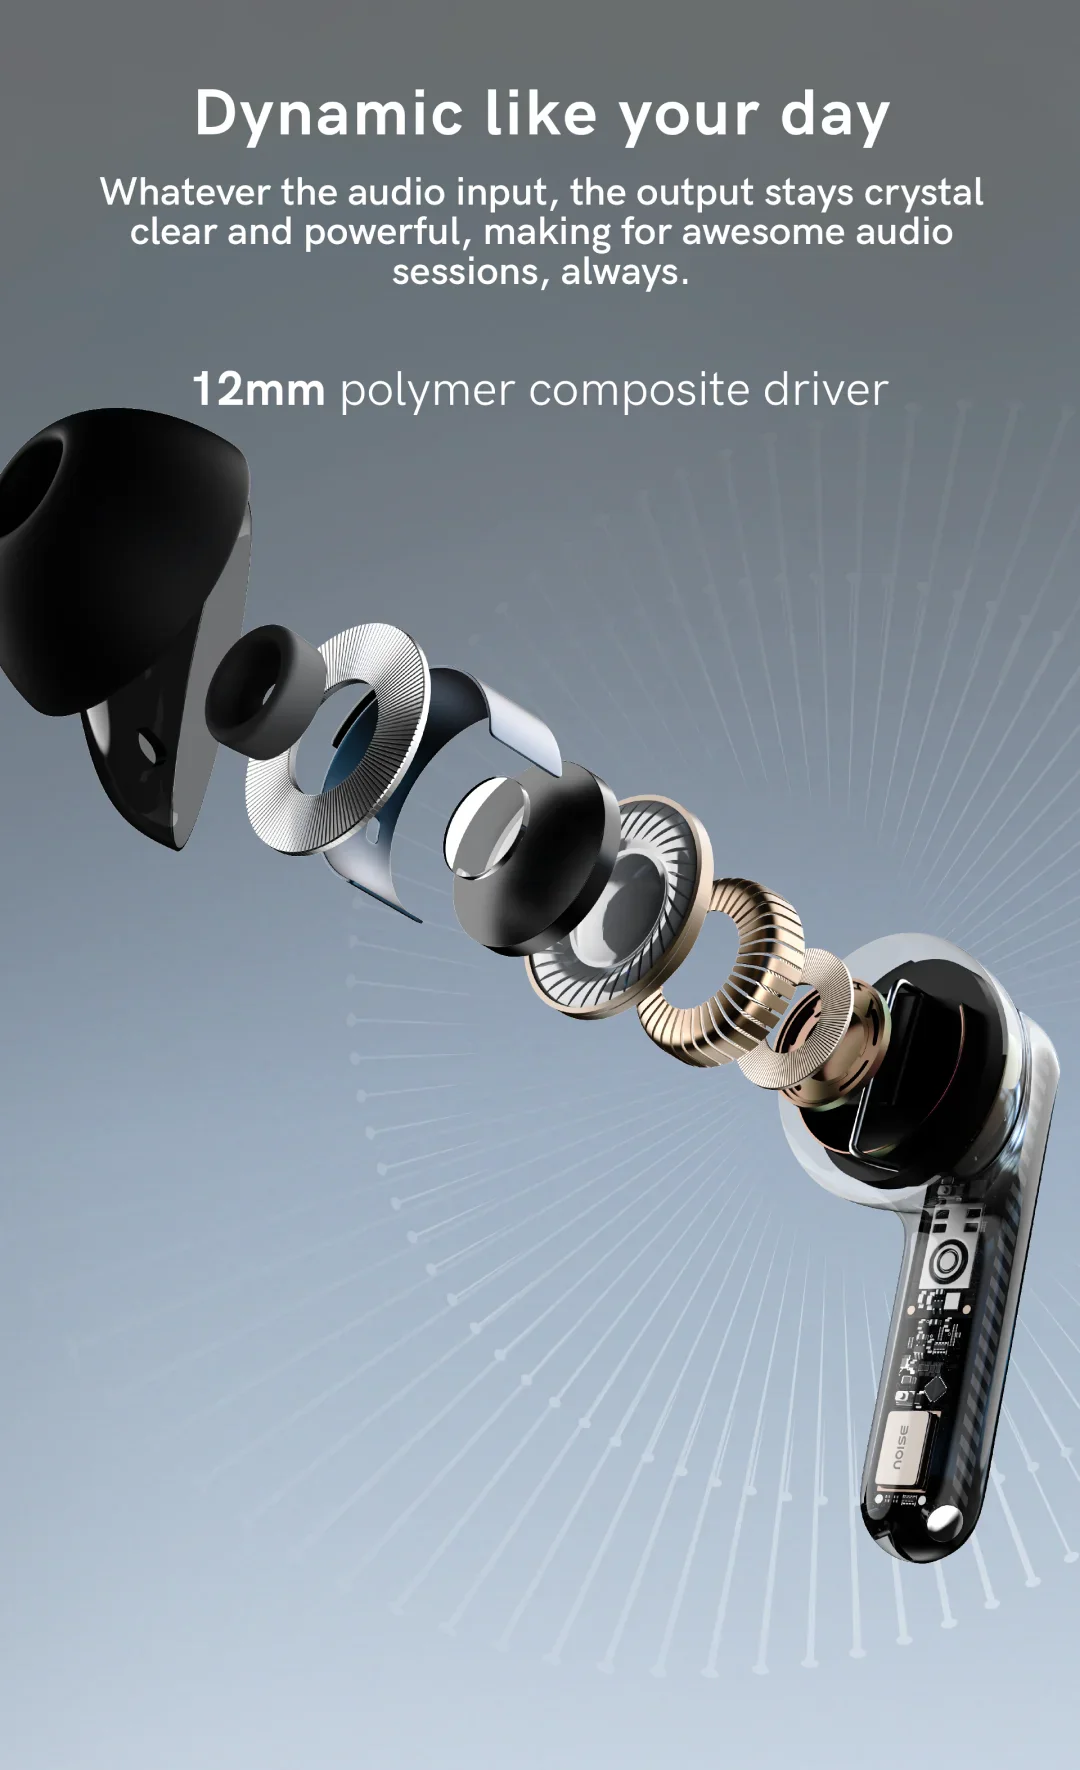 Dynamic like your day
Whatever the audio input, the output stays crystal
clear and powerful, making for awesome audio
sessions, always.
12mm polymer composite driver
NOISE